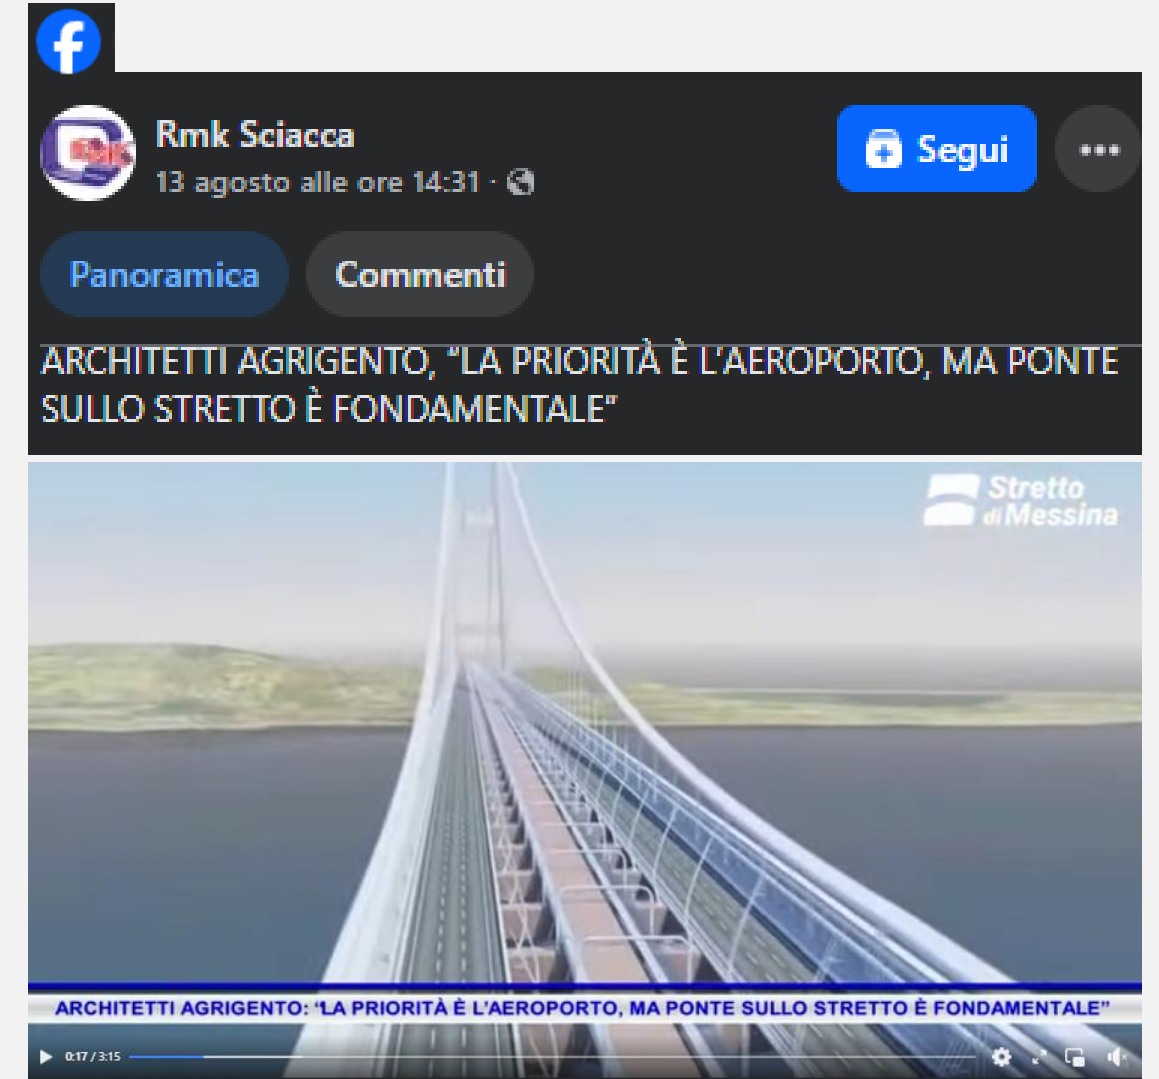 Rmk Sciacca
13 agosto alle ore 14:31 ·
Segui
Panoramica
Commenti
ARCHITETTI AGRIGENTO, “LA PRIORITÀ È L'AEROPORTO, MA PONTE
SULLO STRETTO È FONDAMENTALE”
Stretto
di Messina
ARCHITETTI AGRIGENTO: “LA PRIORITÀ È L'AEROPORTO, MA PONTE SULLO STRETTO È FONDAMENTALE”
0:17 / 3:15